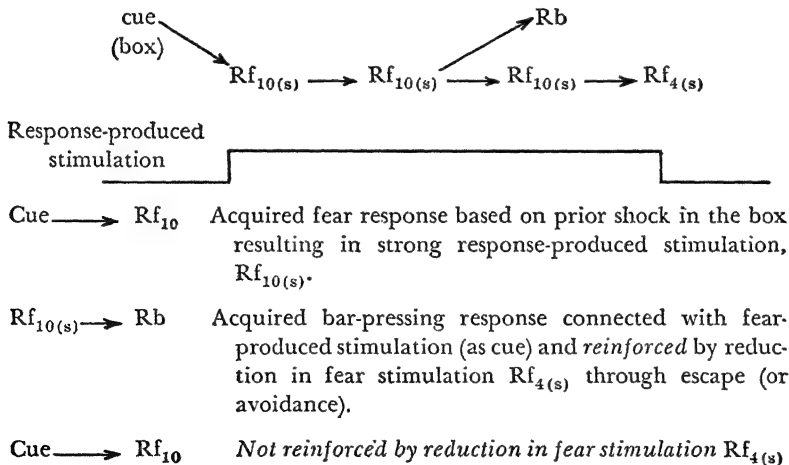 cue Rb
(box)
Rf10(s) Rf10(s) Rf10(s) Rf4(s)
Response-produced
stimulation
Cue Rf10 Acquired fear response based on prior shock in the box
resulting in strong response-produced stimulation,
Rf10(s).
Rf10(s) Rb Acquired bar-pressing response connected with fear-
produced stimulation (as cue) and reinforced by reduc-
tion in fear stimulation Rf4(s) through escape (or
avoidance).
Cue Rf10 Not reinforced by reduction in fear stimulation Rf4(s)